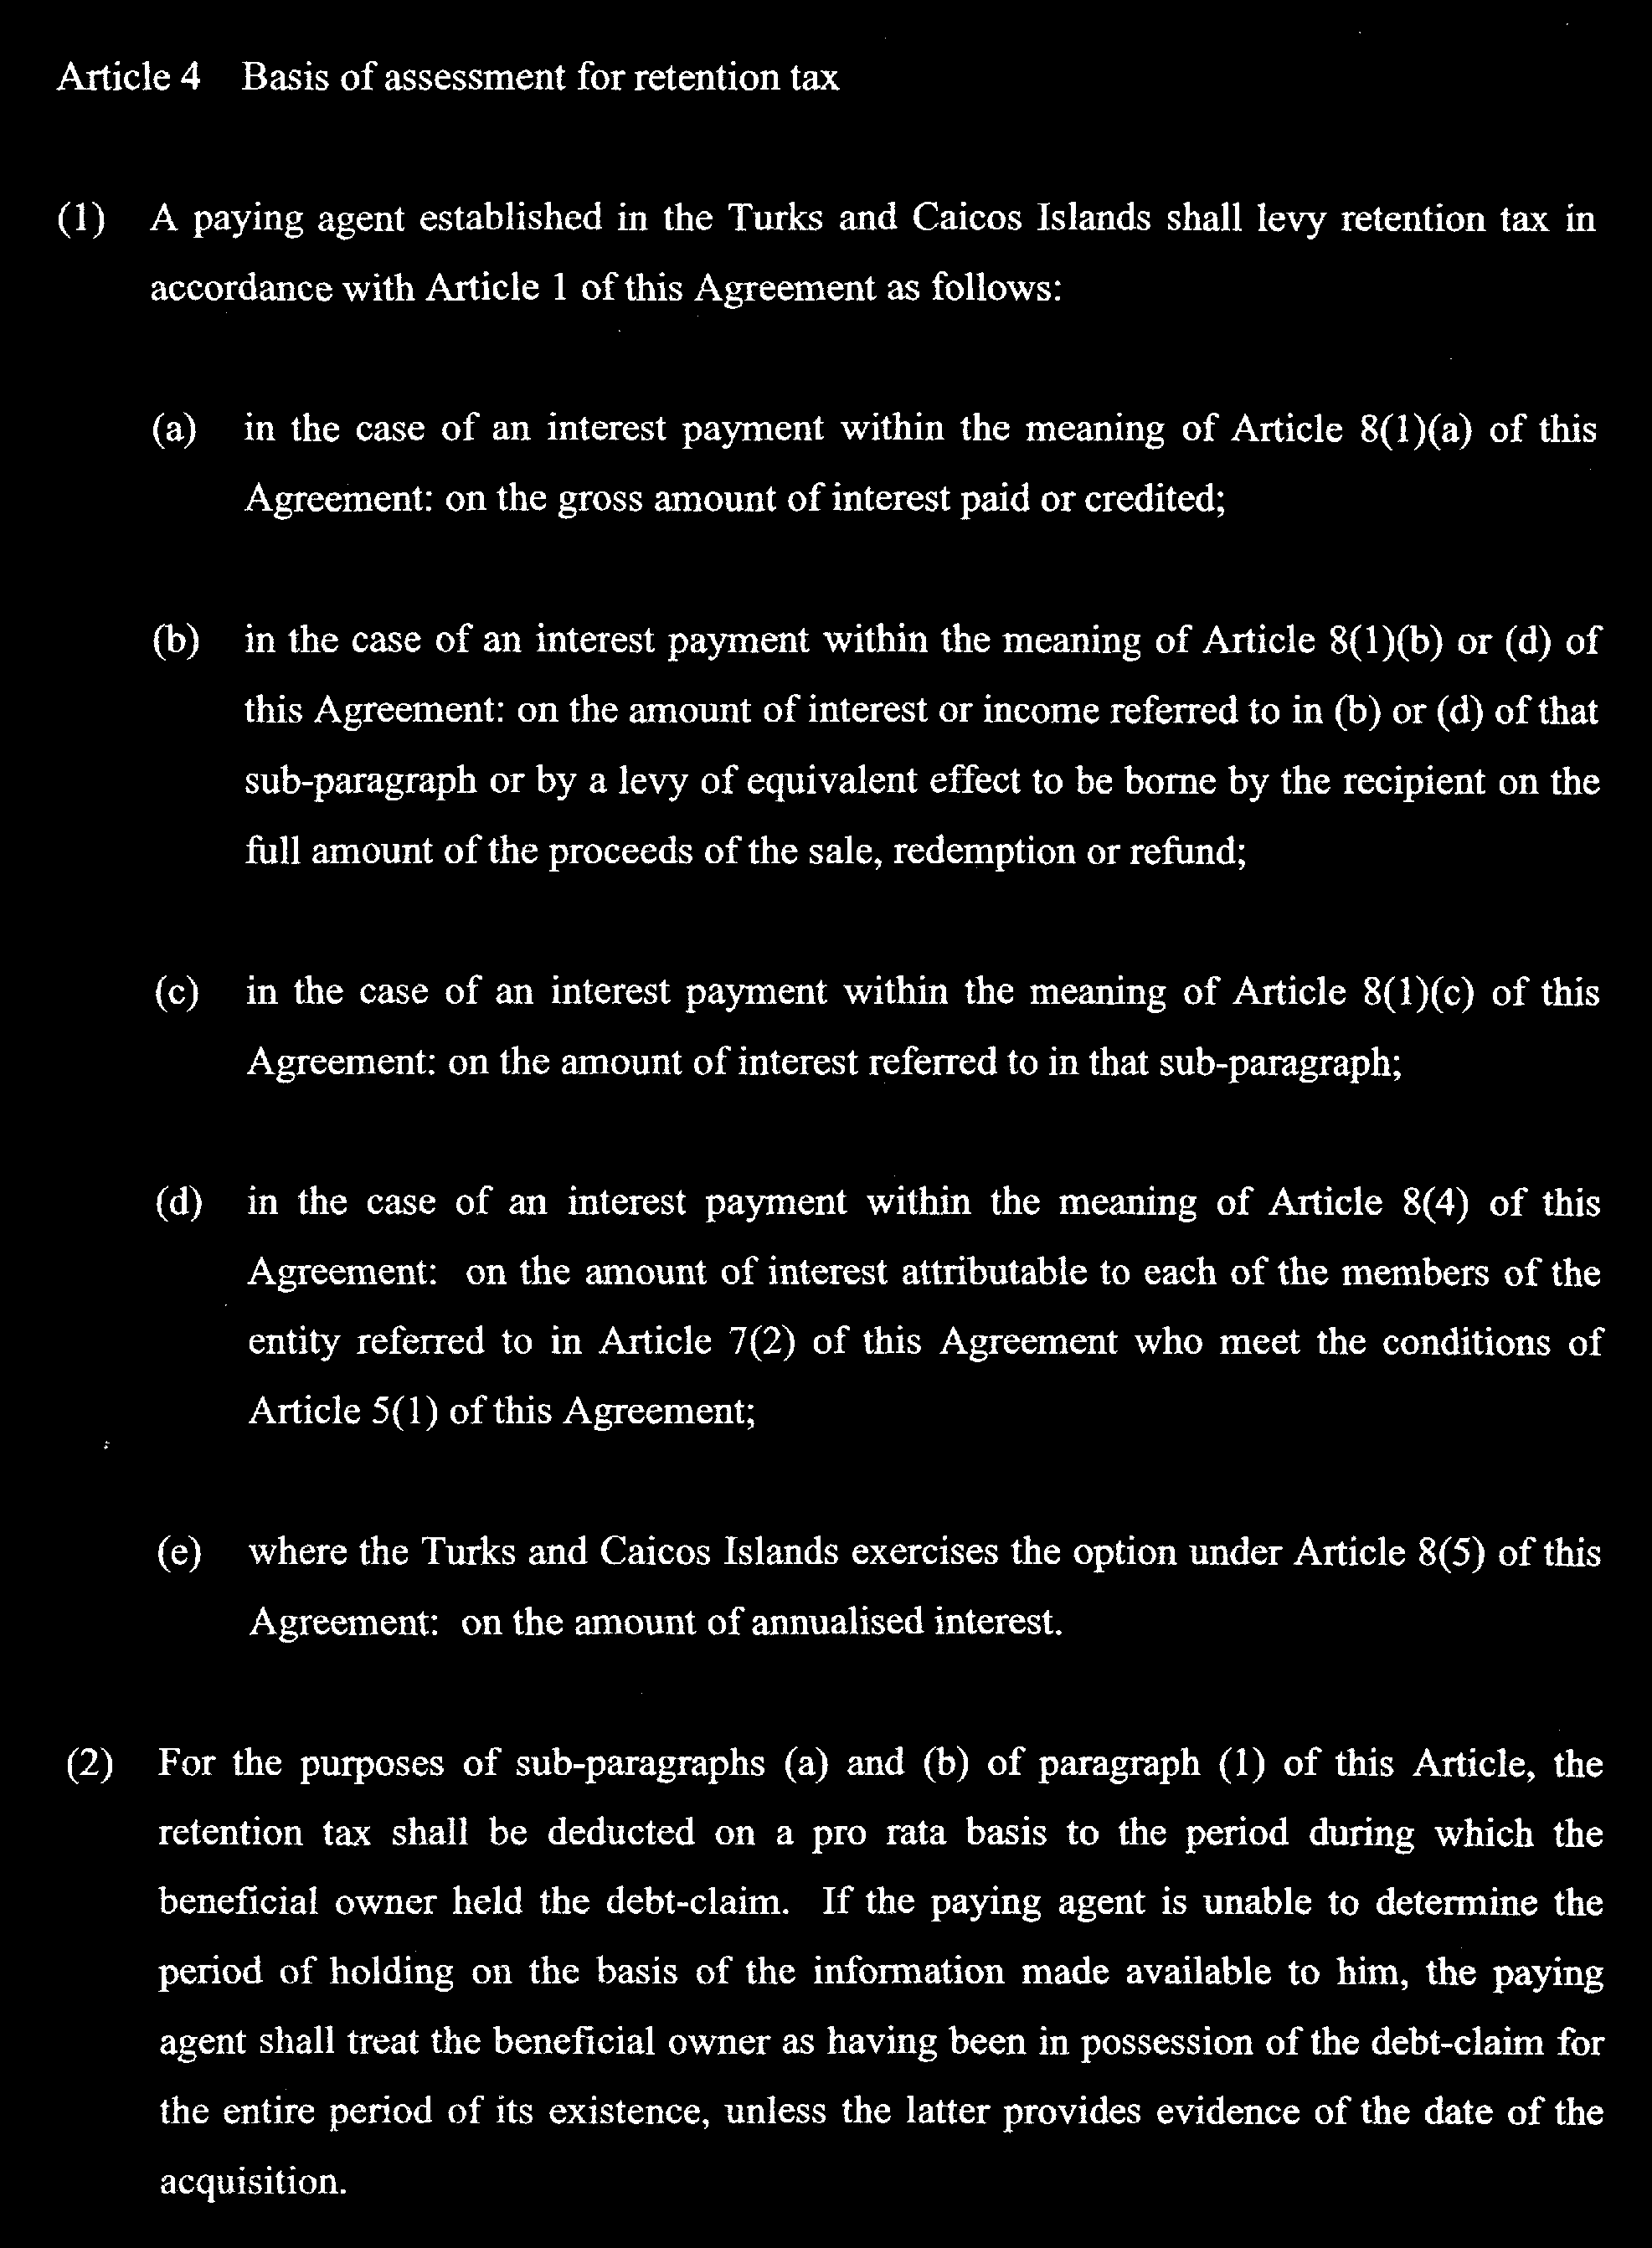 Article 4 Basis of assessment for retention tax
(1) A paying agent established in the Turks and Caicos Islands shall levy retention tax in
accordance with Article 1 of this Agreement as follows:
(a) in the case of an interest payment within the meaning of Article 8(1)(a) of this
Agreement: on the gross amount of interest paid or credited;
(b) in the case of an interest payment within the meaning of Article 8(1)(b) or (d) of
this Agreement: on the amount of interest or income referred to in (b) or (d) of that
sub-paragraph or by a levy of equivalent effect to be borne by the recipient on the
full amount of the proceeds of the sale, redemption or refund;
(c) in the case of an interest payment within the meaning of Article 8(1)(c) of this
Agreement: on the amount of interest referred to in that sub-paragraph;
(d) in the case of an interest payment within the meaning of Article 8(4) of this
Agreement: on the amount of interest attributable to each of the members of the
entity referred to in Article 7(2) of this Agreement who meet the conditions of
Article 5(1) of this Agreement;
(e) where the Turks and Caicos Islands exercises the option under Article 8(5) of this
Agreement: on the amount of annualised interest.
(2) For the purposes of sub-paragraphs (a) and (b) of paragraph (1) of this Article, the
retention tax shall be deducted on a pro rata basis to the period during which the
beneficial owner held the debt-claim. If the paying agent is unable to determine the
period of holding on the basis of the information made available to him, the paying
agent shall treat the beneficial owner as having been in possession of the debt-claim for
the entire period of its existence, unless the latter provides evidence of the date of the
acquisition.